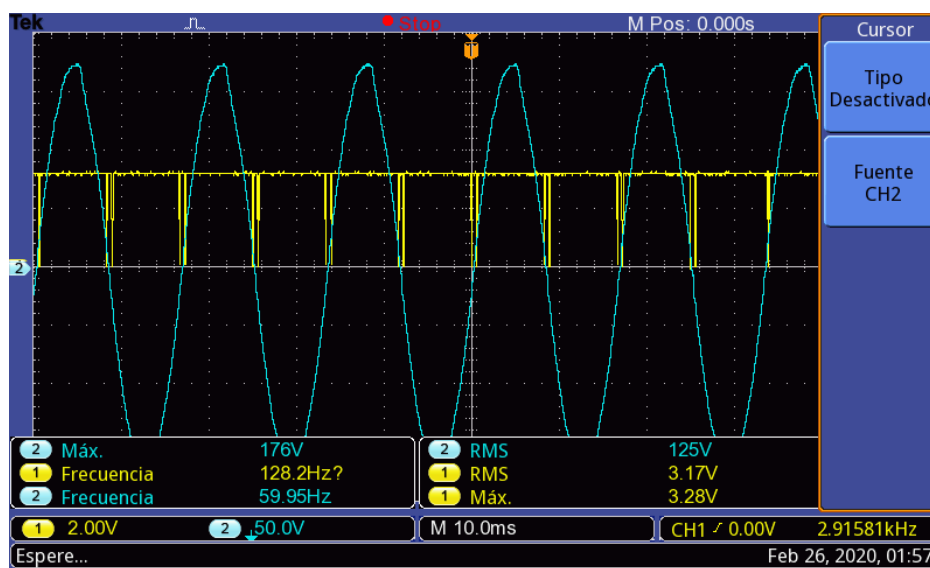 Tek Stop M Pos: 0.000s Cursor
T
Tipo
Desactivado
Fuente
CH2
2
2 Máx. 176V 2 RMS 125V
1 Frecuencia 128.2Hz? 1 RMS 3.17V
2 Frecuencia 59.95Hz 1 Máx. 3.28V
1 2.00V 2 50.0V M 10.0ms CH1 0.00V 2.91581kHz
Espere... Feb 26, 2020, 01:57